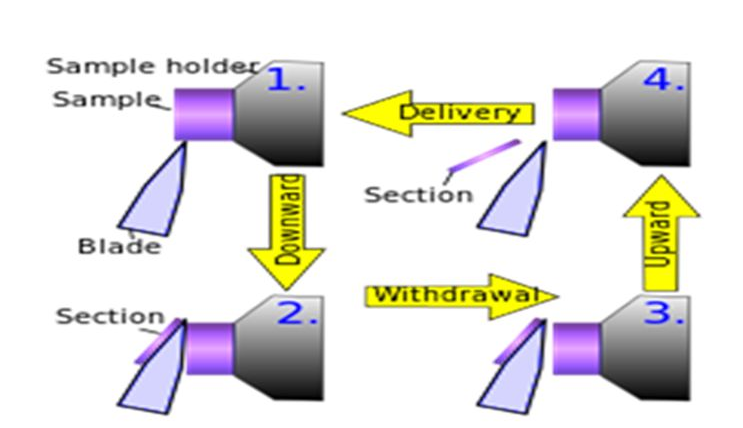 Sample holder
1.
Sample
Blade
Downward
Section
2.
Withdrawal
3.
Upward
4.
Section
Delivery